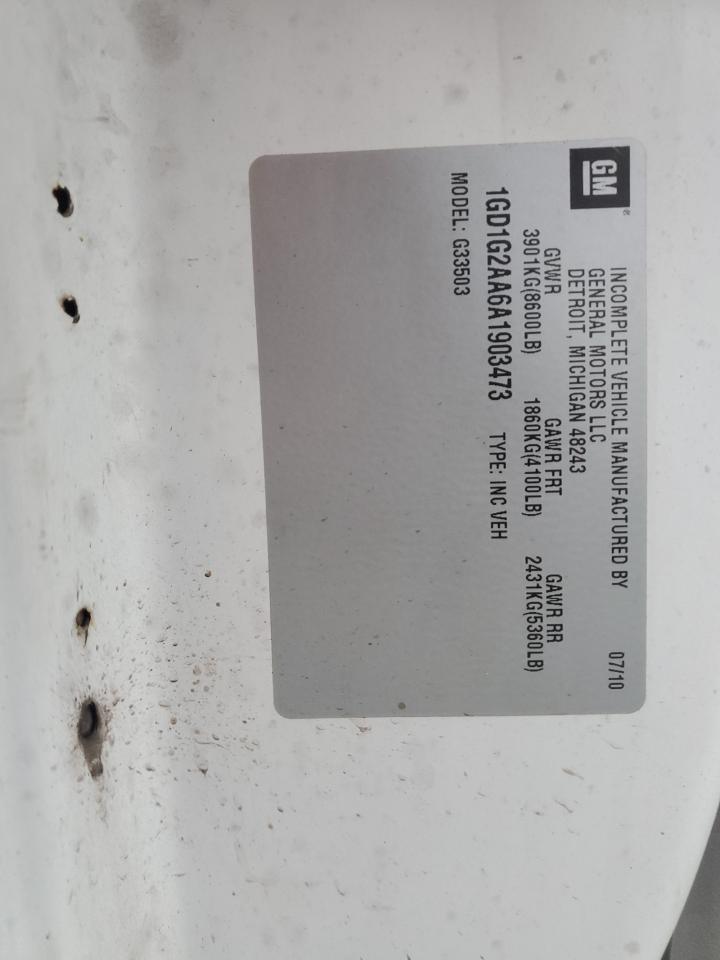 GM®
INCOMPLETE VEHICLE MANUFACTURED BY 07/10
GENERAL MOTORS LLC
DETROIT, MICHIGAN 48243
GVWR GAWR FRT GAWR RR
3901KG(8600LB) 1860KG(4100LB) 2431KG(5360LB)
1GD1G2AA6A1903473 TYPE: INC VEH
MODEL: G33503